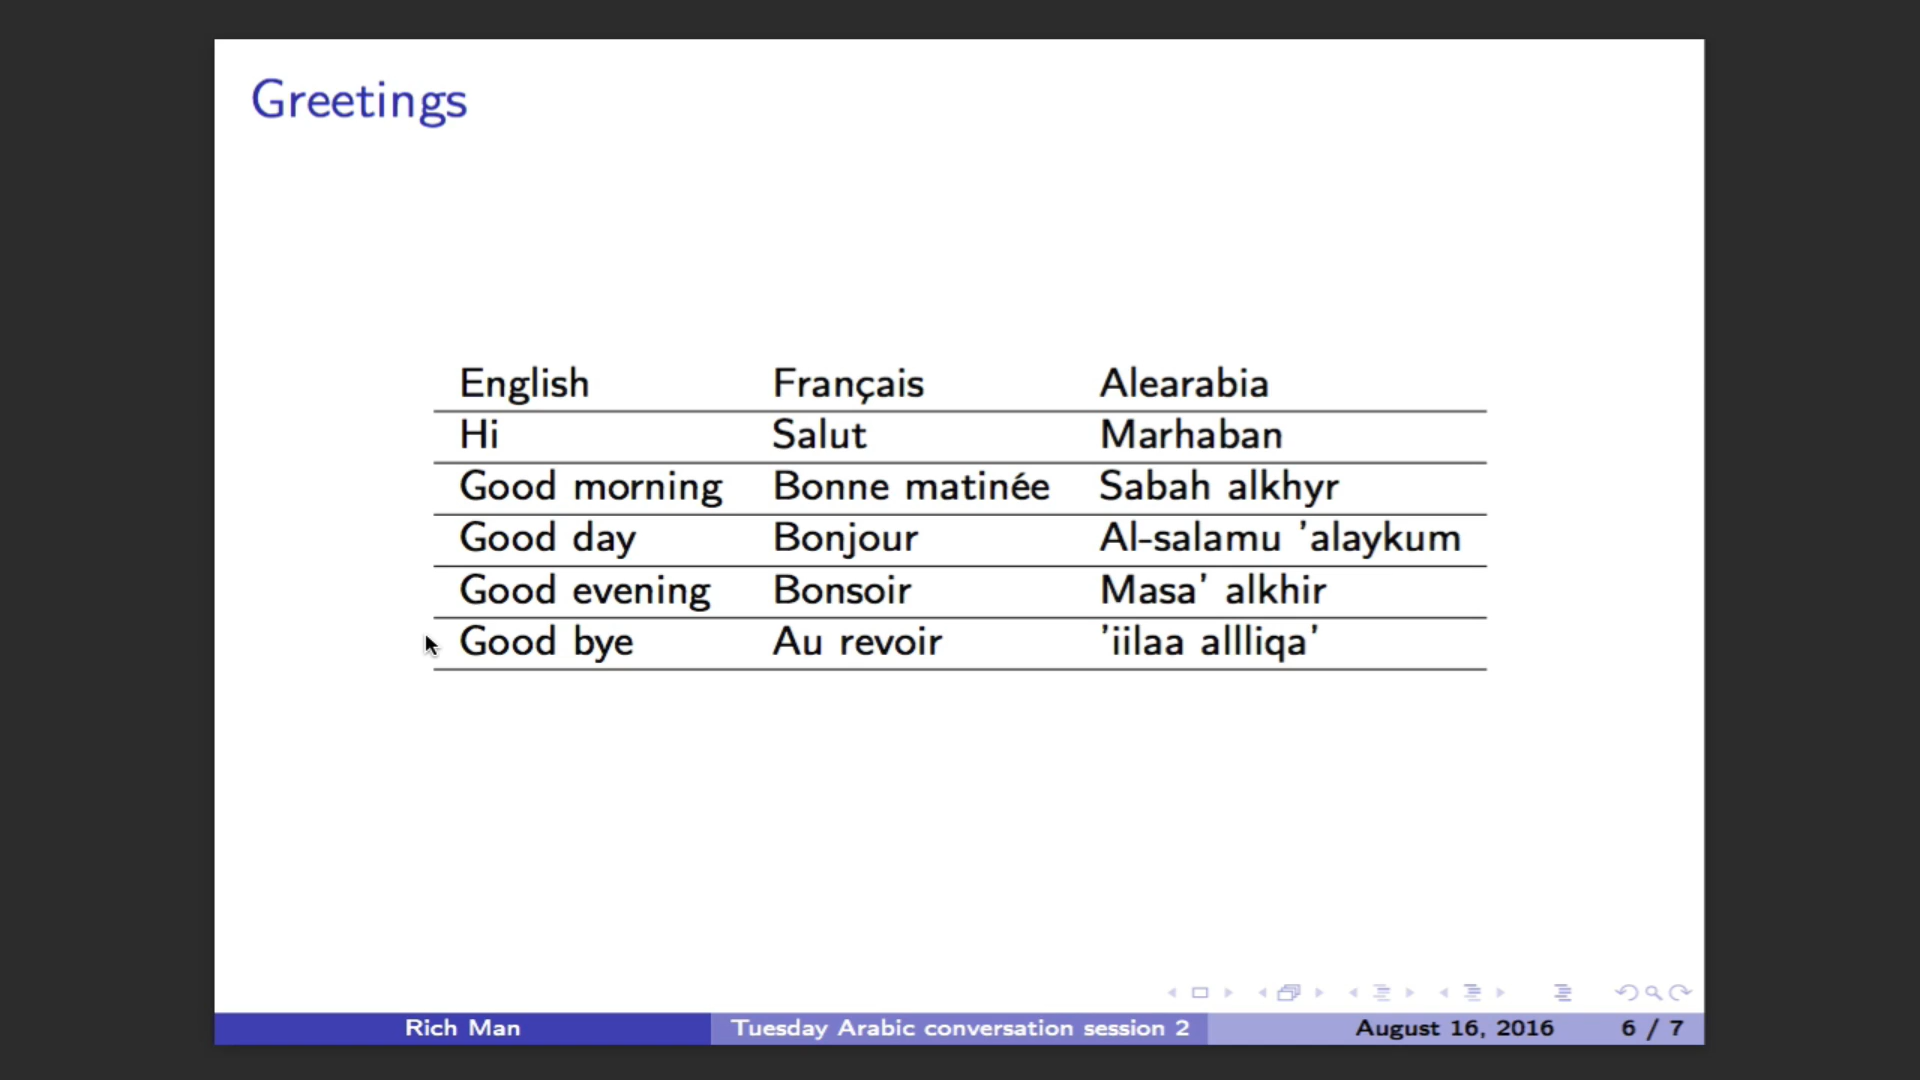 Greetings
English Français Alearabia
Hi Salut Marhaban
Good morning Bonne matinée Sabah alkhyr
Good day Bonjour Al-salamu 'alaykum
Good evening Bonsoir Masa' alkhir
Good bye Au revoir 'iilaa allliqa'
Rich Man Tuesday Arabic conversation session 2 August 16, 2016 6 / 7